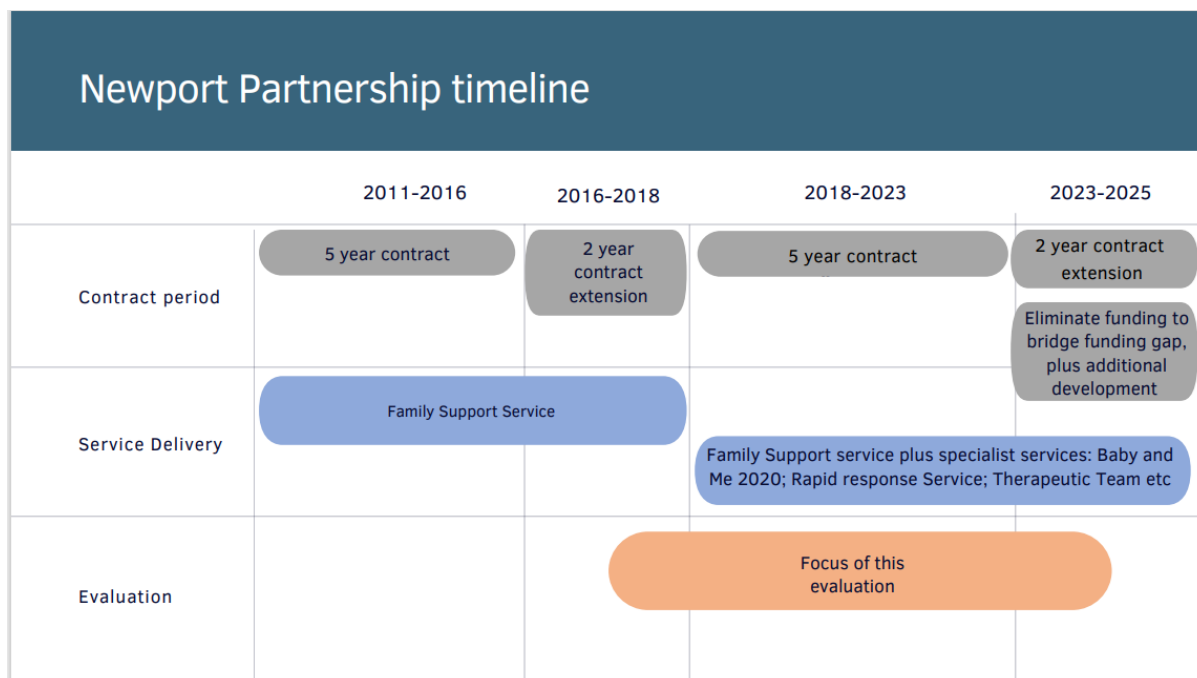 Newport Partnership timeline
2011-2016
2016-2018
2018-2023
2023-2025
Contract period
5 year contract
2 year
contract
extension
5 year contract
2 year contract
extension
Eliminate funding to
bridge funding gap,
plus additional
development
Service Delivery
Family Support Service
Family Support service plus specialist services: Baby and
Me 2020; Rapid response Service; Therapeutic Team etc
Evaluation
Focus of this
evaluation